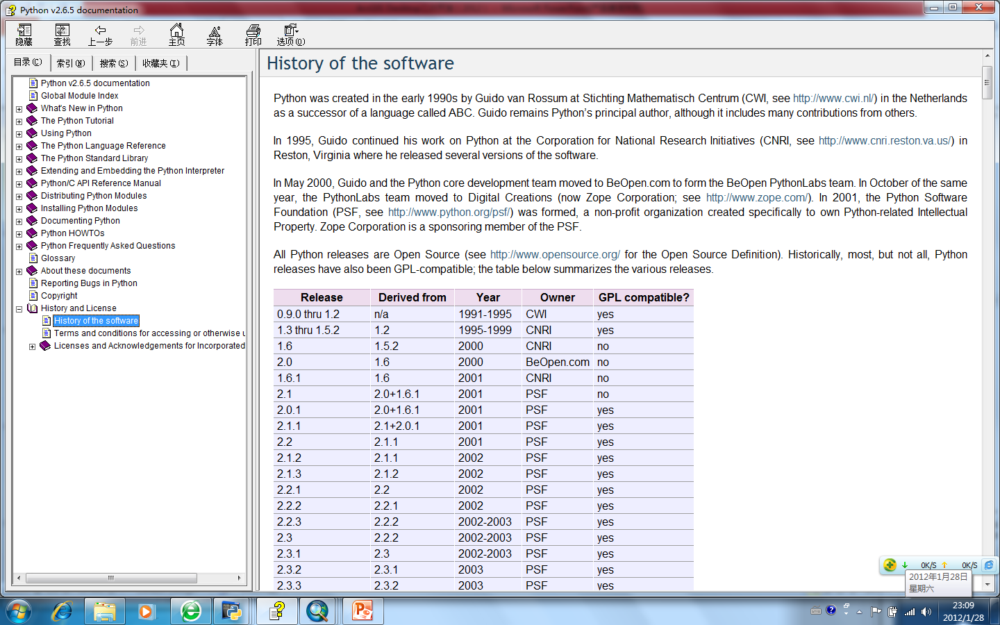 Python v2.6.5 documentation
隐藏 查找 上一步 前进 主页 字体 打印 选项(O)
目录(C) 索引(N) 搜索(S) 收藏夹(I)
Python v2.6.5 documentation
Global Module Index
What's New in Python
The Python Tutorial
Using Python
The Python Language Reference
The Python Standard Library
Extending and Embedding the Python Interpreter
Python/C API Reference Manual
Distributing Python Modules
Installing Python Modules
Documenting Python
Python HOWTOs
Python Frequently Asked Questions
Glossary
About these documents
Reporting Bugs in Python
Copyright
History and License
History of the software
Terms and conditions for accessing or otherwise u
Licenses and Acknowledgements for Incorporated
History of the software
Python was created in the early 1990s by Guido van Rossum at Stichting Mathematisch Centrum (CWI, see http://www.cwi.nl/) in the Netherlands
as a successor of a language called ABC. Guido remains Python’s principal author, although it includes many contributions from others.
In 1995, Guido continued his work on Python at the Corporation for National Research Initiatives (CNRI, see http://www.cnri.reston.va.us/) in
Reston, Virginia where he released several versions of the software.
In May 2000, Guido and the Python core development team moved to BeOpen.com to form the BeOpen PythonLabs team. In October of the same
year, the PythonLabs team moved to Digital Creations (now Zope Corporation; see http://www.zope.com/). In 2001, the Python Software
Foundation (PSF, see http://www.python.org/psf/) was formed, a non-profit organization created specifically to own Python-related Intellectual
Property. Zope Corporation is a sponsoring member of the PSF.
All Python releases are Open Source (see http://www.opensource.org/ for the Open Source Definition). Historically, most, but not all, Python
releases have also been GPL-compatible; the table below summarizes the various releases.
Release Derived from Year Owner GPL compatible?
0.9.0 thru 1.2 n/a 1991-1995 CWI yes
1.3 thru 1.5.2 1.2 1995-1999 CNRI yes
1.6 1.5.2 2000 CNRI no
2.0 1.6 2000 BeOpen.com no
1.6.1 1.6 2001 CNRI no
2.1 2.0+1.6.1 2001 PSF no
2.0.1 2.0+1.6.1 2001 PSF yes
2.1.1 2.1+2.0.1 2001 PSF yes
2.2 2.1.1 2001 PSF yes
2.1.2 2.1.1 2002 PSF yes
2.1.3 2.1.2 2002 PSF yes
2.2.1 2.2 2002 PSF yes
2.2.2 2.2.1 2002 PSF yes
2.2.3 2.2.2 2002-2003 PSF yes
2.3 2.2.2 2002-2003 PSF yes
2.3.1 2.3 2002-2003 PSF yes
2.3.2 2.3.1 2003 PSF yes
2.3.3 2.3.2 2003 PSF yes
0K/S 0K/S
2012年1月28日
星期六
23:09
2012/1/28